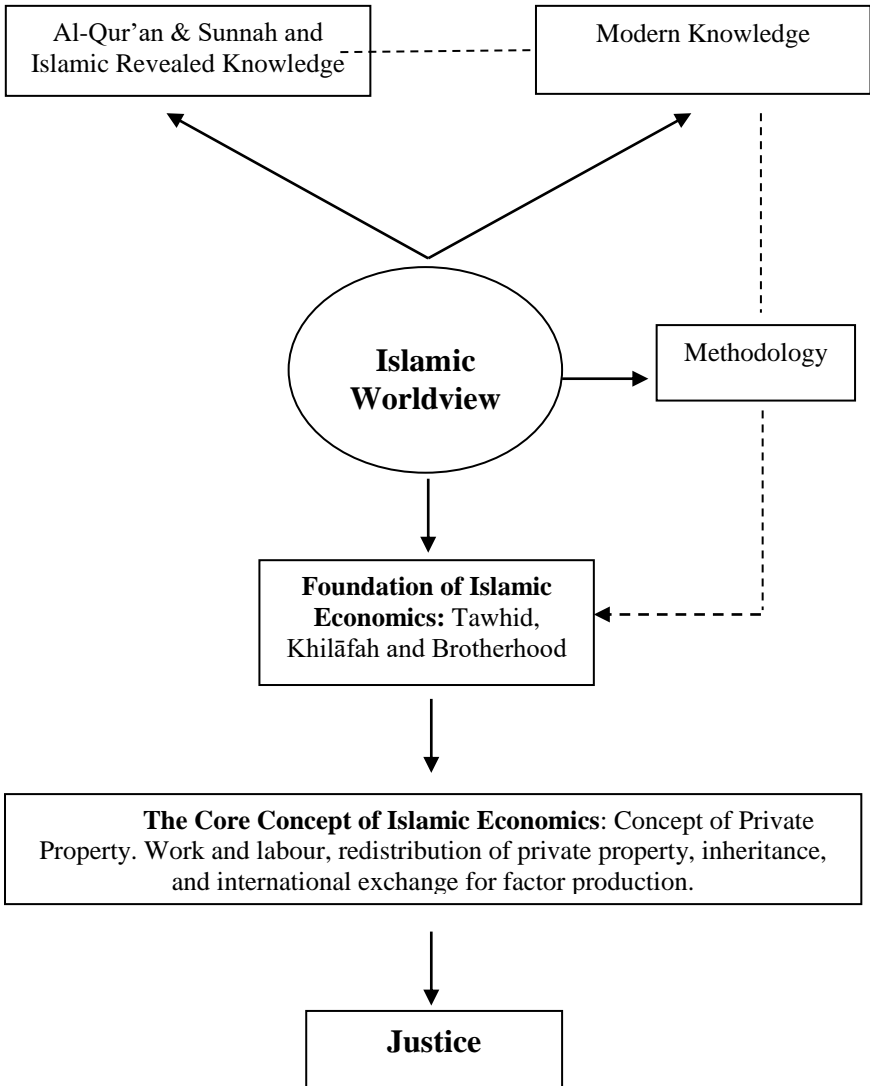 Al-Qur’an & Sunnah and
Islamic Revealed Knowledge
Modern Knowledge
Islamic
Worldview
Methodology
Foundation of Islamic
Economics: Tawhid,
Khilāfah and Brotherhood
The Core Concept of Islamic Economics: Concept of Private
Property. Work and labour, redistribution of private property, inheritance,
and international exchange for factor production.
Justice